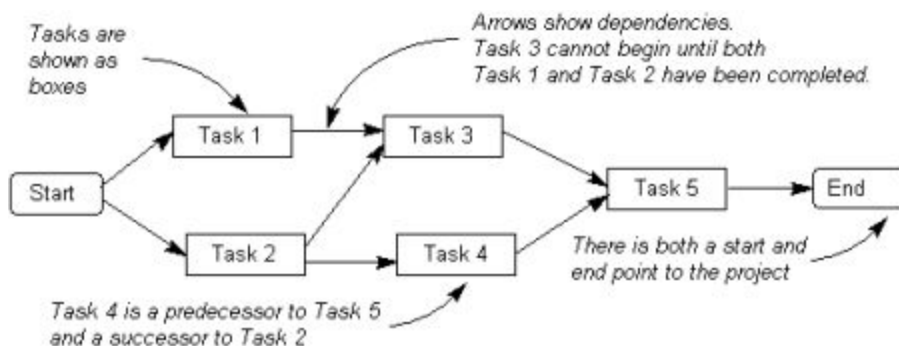 Tasks are
shown as
boxes
Arrows show dependencies.
Task 3 cannot begin until both
Task 1 and Task 2 have been completed.
Task 1
Task 3
Start
Task 5
End
Task 2
Task 4
There is both a start and
end point to the project
Task 4 is a predecessor to Task 5
and a successor to Task 2